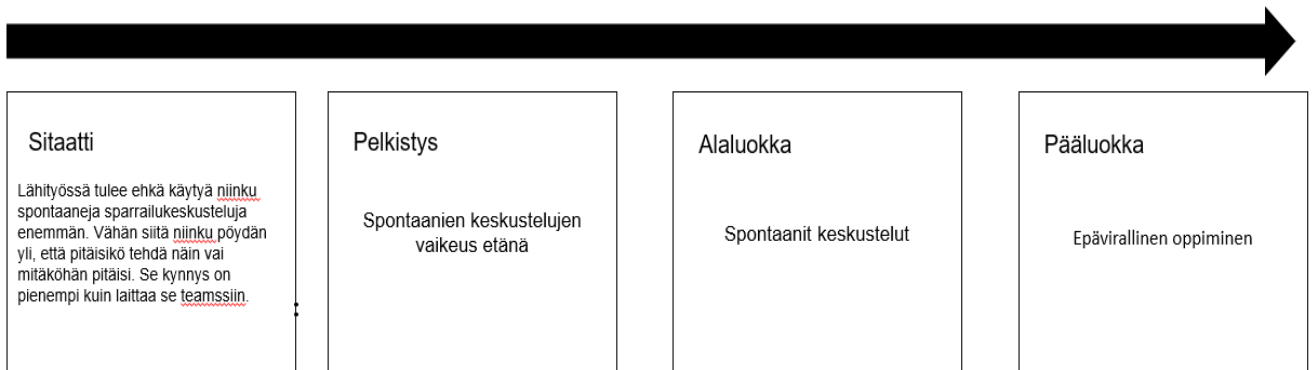 Sitaatti
Lähityössä tulee ehkä käytyä niinku
spontaaneja sparrailukeskusteluja
enemmän. Vähän siitä niinku pöydän
yli, että pitäisikö tehdä näin vai
mitäköhän pitäisi. Se kynnys on
pienempi kuin laittaa se teamssiin.
:
Pelkistys
Spontaanien keskustelujen
vaikeus etänä
Alaluokka
Spontaanit keskustelut
Pääluokka
Epävirallinen oppiminen